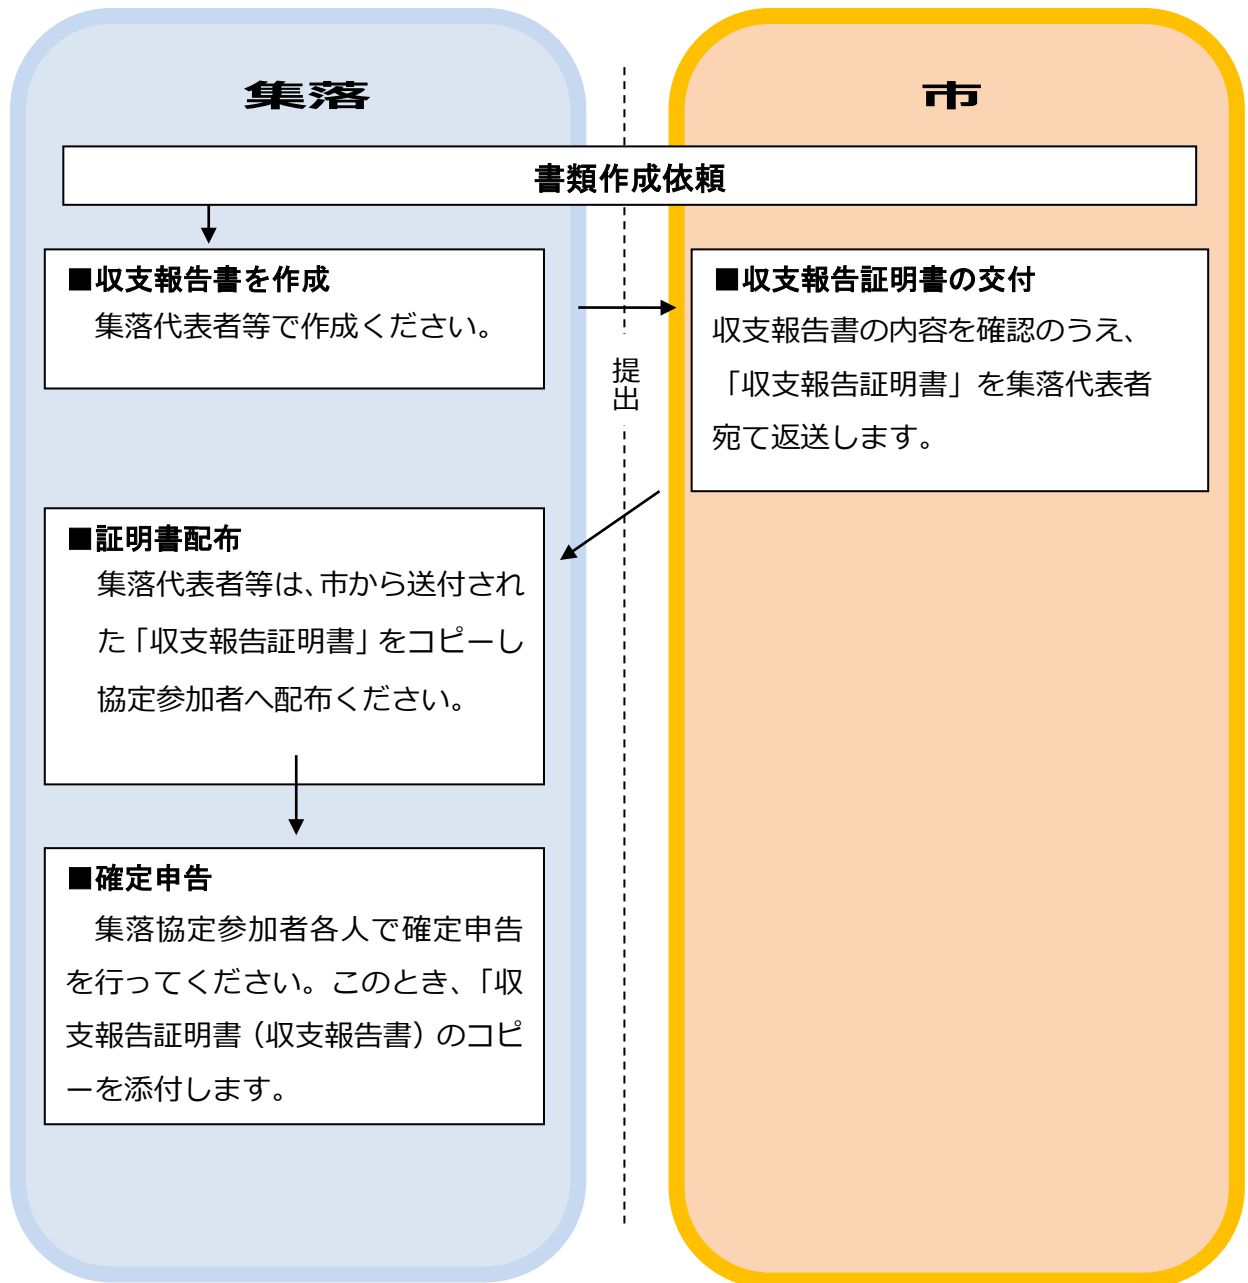 集落
市
書類作成依頼
■収支報告書を作成
集落代表者等で作成ください。
提出
■収支報告証明書の交付
収支報告書の内容を確認のうえ、
「収支報告証明書」を集落代表者
宛て返送します。
■証明書配布
集落代表者等は、市から送付され
た「収支報告証明書」をコピーし
協定参加者へ配布ください。
■確定申告
集落協定参加者各人で確定申告
を行ってください。このとき、「収
支報告証明書（収支報告書）のコピ
ーを添付します。